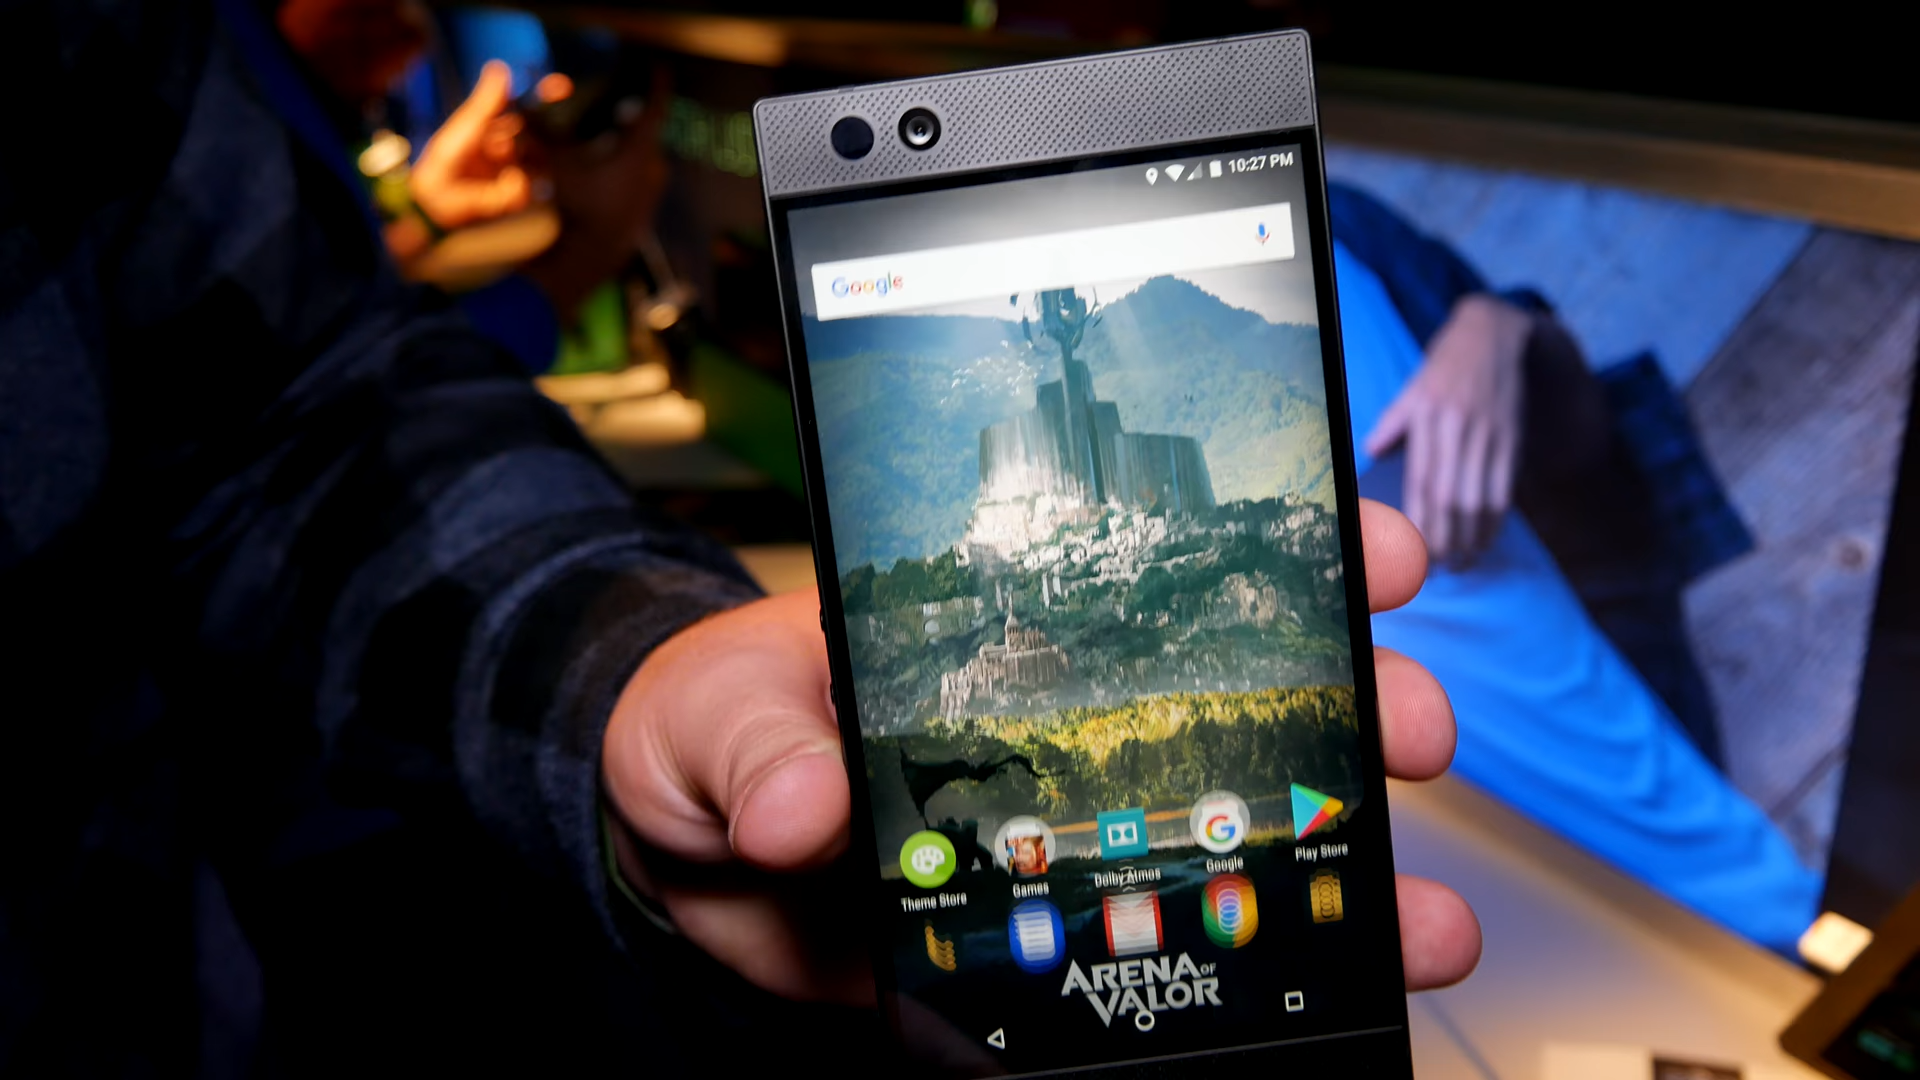 10:27 PM
Google
Theme Store
Games
Dolby Atmos
Google
Play Store
ARENA OF
VALOR